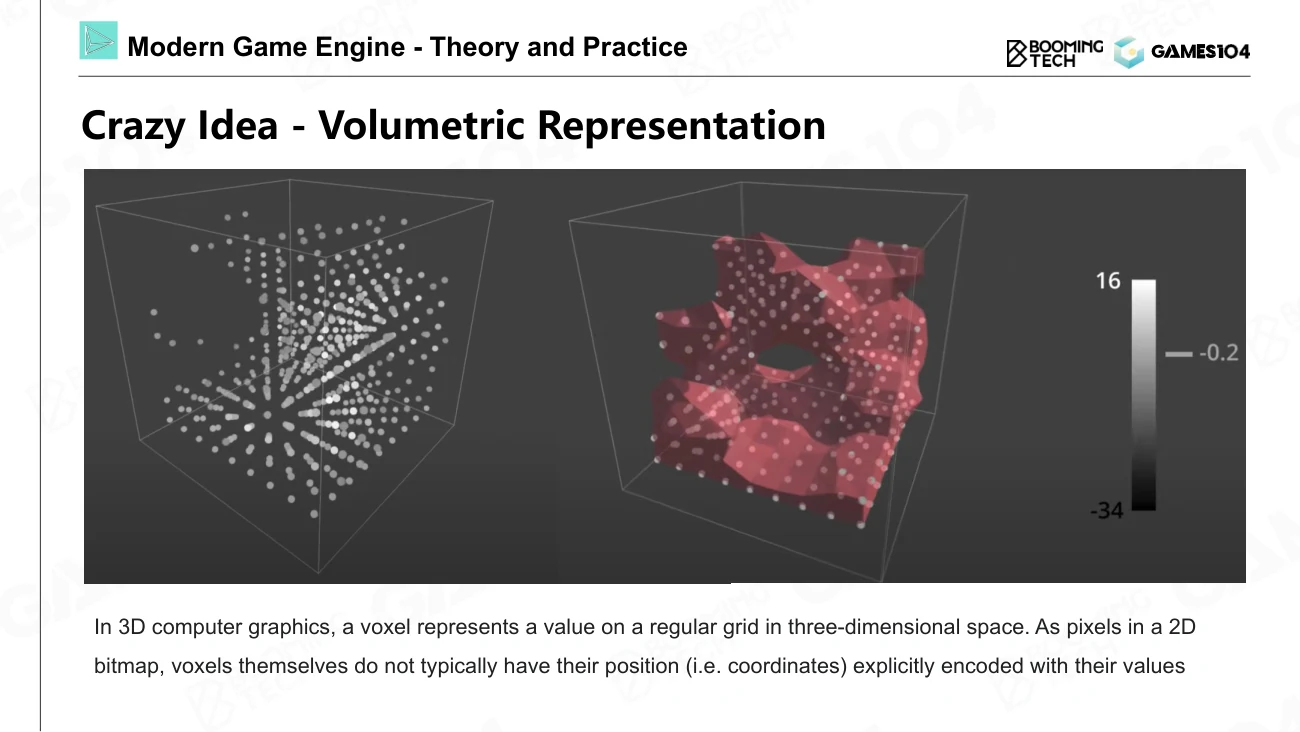 Modern Game Engine - Theory and Practice
BOOMING
TECH
GAMES104
Crazy Idea - Volumetric Representation
16
-0.2
-34
In 3D computer graphics, a voxel represents a value on a regular grid in three-dimensional space. As pixels in a 2D
bitmap, voxels themselves do not typically have their position (i.e. coordinates) explicitly encoded with their values